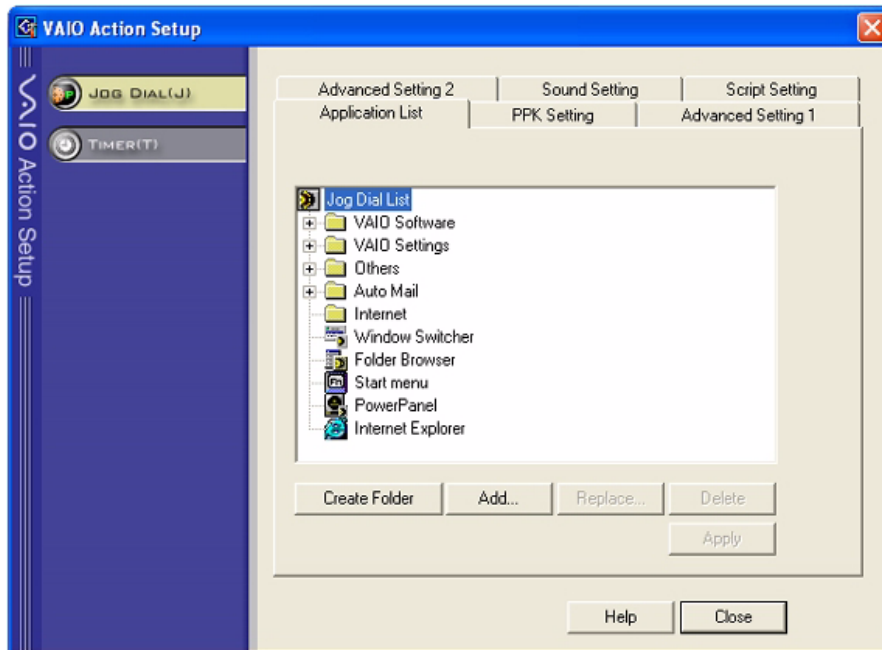 VAIO Action Setup
VAIO Action Setup
JOG DIAL(J)
TIMER(T)
Advanced Setting 2
Sound Setting
Script Setting
Application List
PPK Setting
Advanced Setting 1
Jog Dial List
VAIO Software
VAIO Settings
Others
Auto Mail
Internet
Window Switcher
Folder Browser
Fn
Start menu
PowerPanel
Internet Explorer
Create Folder
Add...
Replace...
Delete
Apply
Help
Close